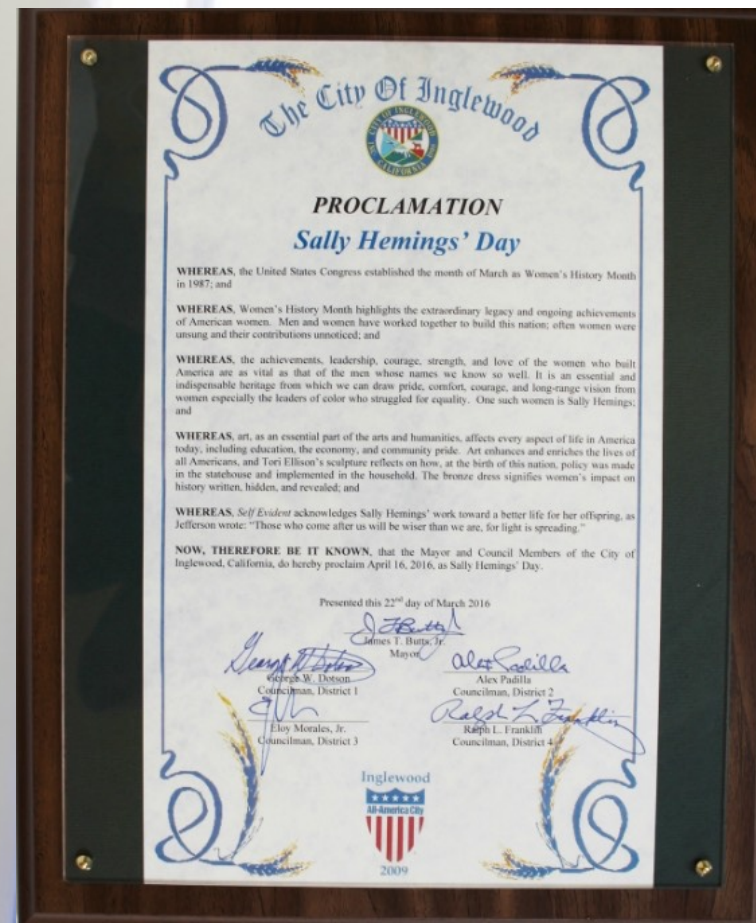 The City Of Inglewood
CITY OF INGLEWOOD
CALIFORNIA
PROCLAMATION
Sally Hemings' Day
WHEREAS, the United States Congress established the month of March as Women's History Month
in 1987; and
WHEREAS, Women's History Month highlights the extraordinary legacy and ongoing achievements
of American women. Men and women have worked together to build this nation; often women were
unsung and their contributions unnoticed; and
WHEREAS, the achievements, leadership, courage, strength, and love of the women who built
America are as vital as that of the men whose names we know so well. It is an essential and
indispensable heritage from which we can draw pride, comfort, courage, and long-range vision from
women especially the leaders of color who struggled for equality. One such women is Sally Hemings;
and
WHEREAS, art, as an essential part of the arts and humanities, affects every aspect of life in America
today, including education, the economy, and community pride. Art enhances and enriches the lives of
all Americans, and Tori Ellison's sculpture reflects on how, at the birth of this nation, policy was made
in the statehouse and implemented in the household. The bronze dress signifies women's impact on
history written, hidden, and revealed; and
WHEREAS, Self Evident acknowledges Sally Hemings' work toward a better life for her offspring, as
Jefferson wrote: "Those who come after us will be wiser than we are, for light is spreading."
NOW, THEREFORE BE IT KNOWN, that the Mayor and Council Members of the City of
Inglewood, California, do hereby proclaim April 16, 2016, as Sally Hemings' Day.
Presented this 22nd day of March 2016
James T. Butts, Jr.
Mayor
George W. Dotson
Councilman, District 1
Alex Padilla
Alex Padilla
Councilman, District 2
Eloy Morales, Jr.
Councilman, District 3
Ralph L. Franklin
Ralph L. Franklin
Councilman, District 4
Inglewood
All-America City
2009